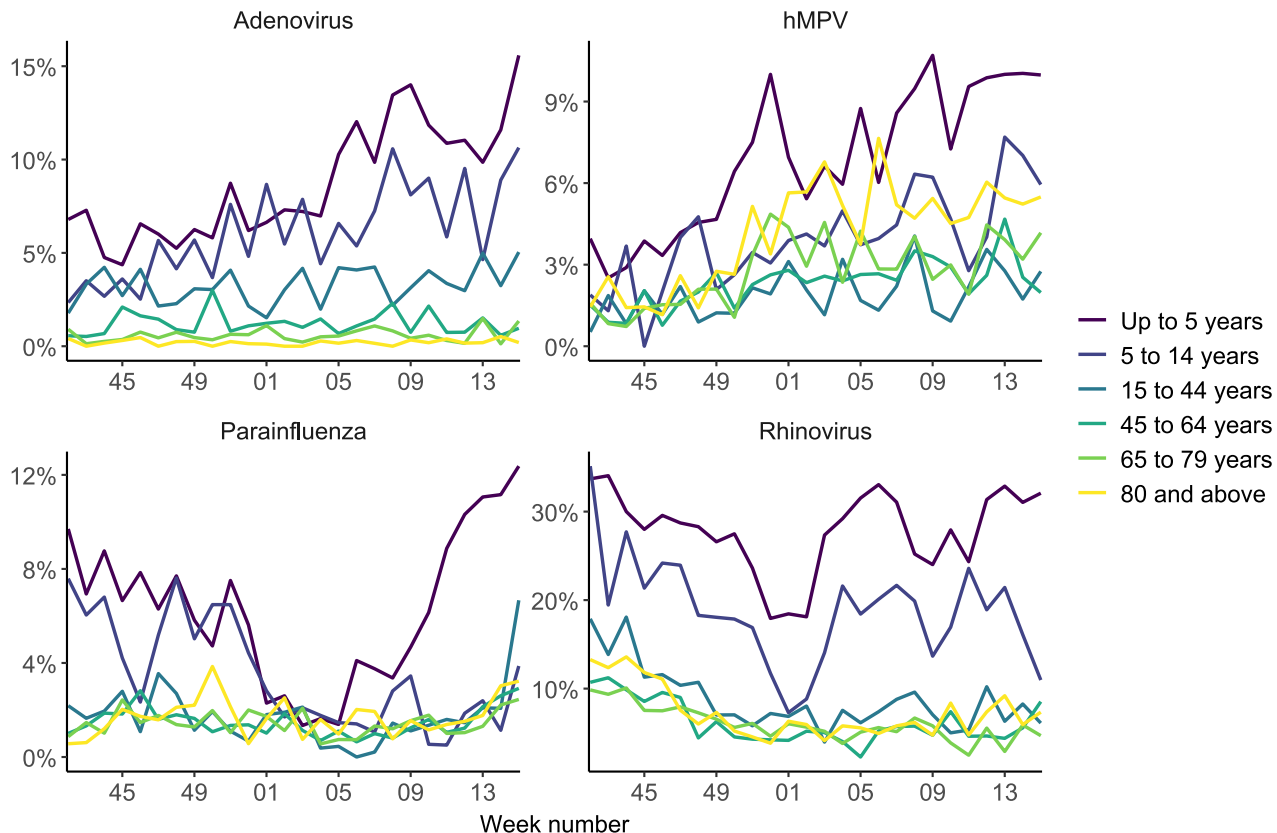 Adenovirus
15%
10%
5%
0%
45 49 01 05 09 13
hMPV
9%
6%
3%
0%
45 49 01 05 09 13
Parainfluenza
12%
8%
4%
0%
45 49 01 05 09 13
Rhinovirus
30%
20%
10%
45 49 01 05 09 13
Week number
Up to 5 years
5 to 14 years
15 to 44 years
45 to 64 years
65 to 79 years
80 and above